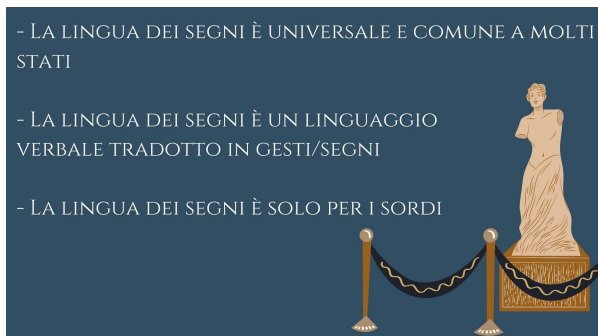 - La lingua dei segni è universale e comune a molti
stati
- La lingua dei segni è un linguaggio
verbale tradotto in gesti/segni
- La lingua dei segni è solo per i sordi